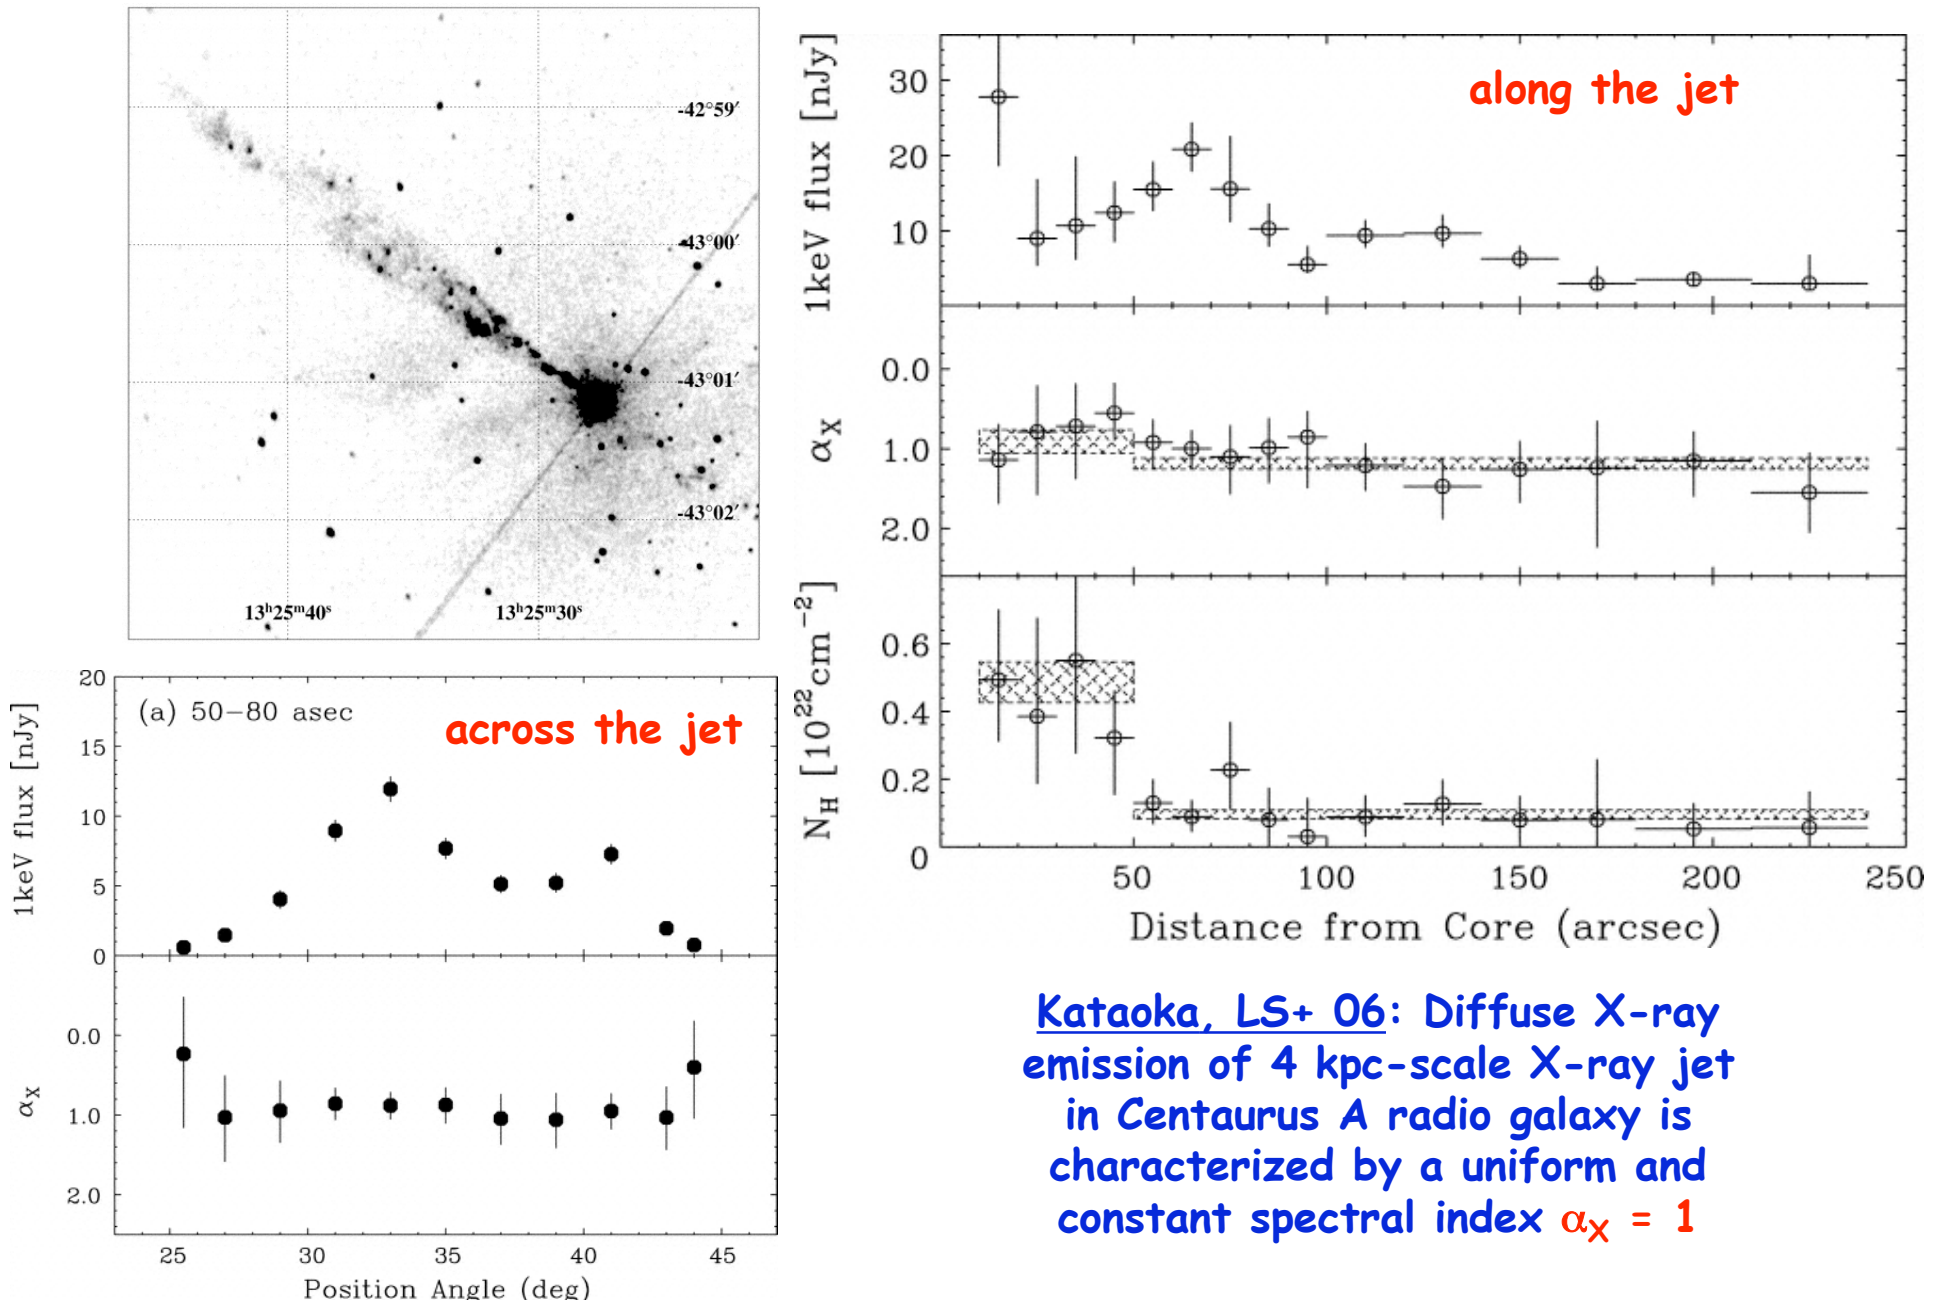 -42°59′
-43°00′
-43°01′
-43°02′
13ʰ25ᵐ40ˢ
13ʰ25ᵐ30ˢ
along the jet
1keV flux [nJy]
30
20
10
αX
0.0
1.0
2.0
NH [10²²cm⁻²]
0.6
0.4
0.2
0
50
100
150
200
250
Distance from Core (arcsec)
(a) 50−80 asec
across the jet
1keV flux [nJy]
20
15
10
5
0
αX
0.0
1.0
2.0
25
30
35
40
45
Position Angle (deg)
Kataoka, LS+ 06: Diffuse X-ray
emission of 4 kpc-scale X-ray jet
in Centaurus A radio galaxy is
characterized by a uniform and
constant spectral index αX = 1